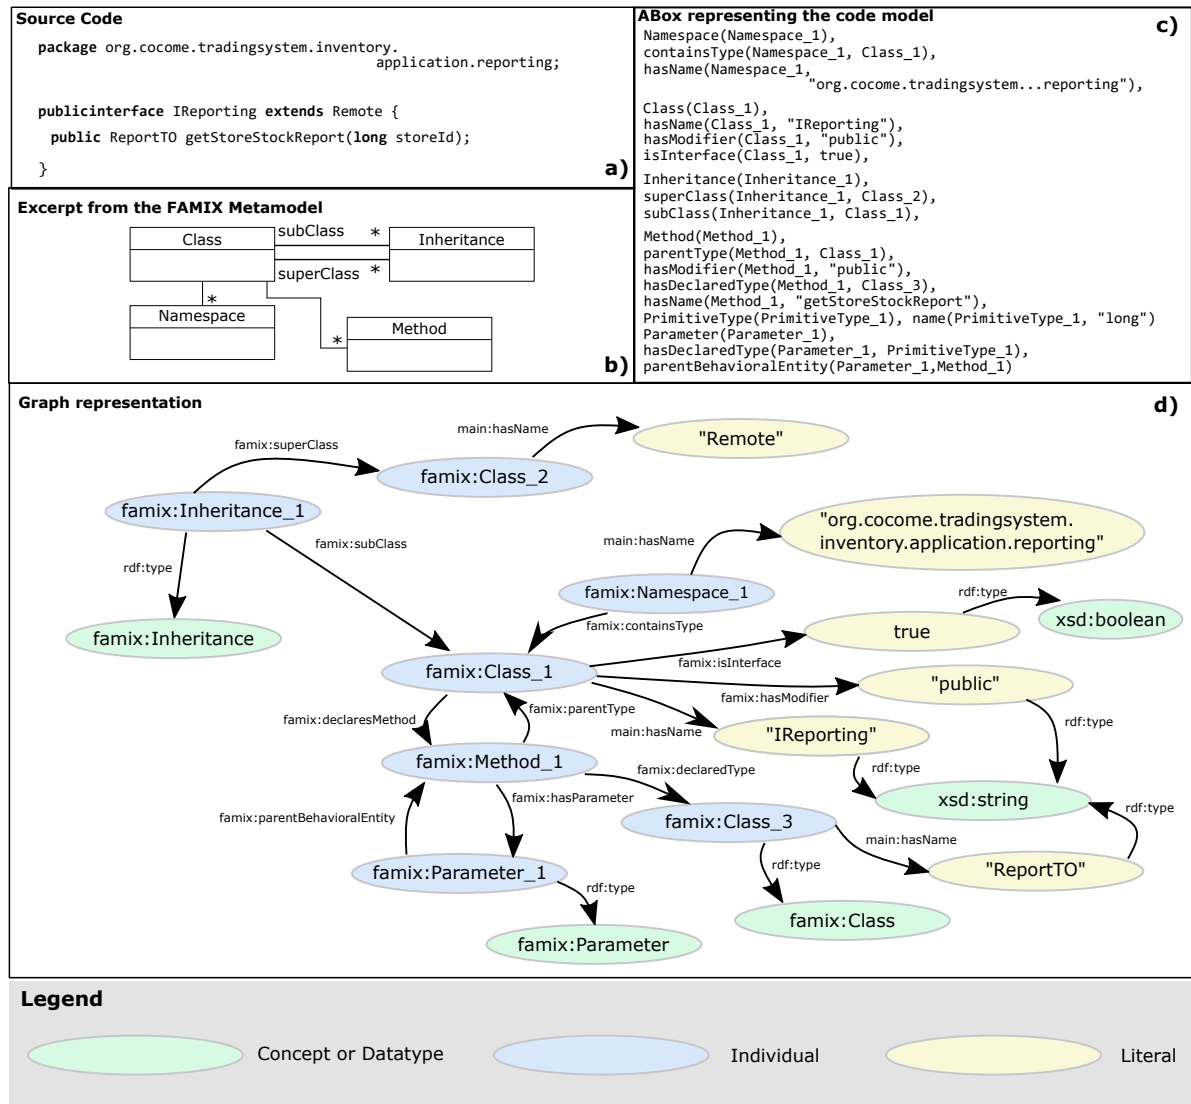 Source Code
package org.cocome.tradingsystem.inventory.
application.reporting;
publicinterface IReporting extends Remote {
public ReportTO getStoreStockReport(long storeId);
}
a)
Excerpt from the FAMIX Metamodel
Class
subClass
*
Inheritance
superClass
*
*
Namespace
Method
*
b)
ABox representing the code model
c)
Namespace(Namespace_1),
containsType(Namespace_1, Class_1),
hasName(Namespace_1,
"org.cocome.tradingsystem...reporting"),
Class(Class_1),
hasName(Class_1, "IReporting"),
hasModifier(Class_1, "public"),
isInterface(Class_1, true),
Inheritance(Inheritance_1),
superClass(Inheritance_1, Class_2),
subClass(Inheritance_1, Class_1),
Method(Method_1),
parentType(Method_1, Class_1),
hasModifier(Method_1, "public"),
hasDeclaredType(Method_1, Class_3),
hasName(Method_1, "getStoreStockReport"),
PrimitiveType(PrimitiveType_1), name(PrimitiveType_1, "long")
Parameter(Parameter_1),
hasDeclaredType(Parameter_1, PrimitiveType_1),
parentBehavioralEntity(Parameter_1,Method_1)
Graph representation
d)
main:hasName
"Remote"
famix:superClass
famix:Class_2
famix:Inheritance_1
"org.cocome.tradingsystem.
inventory.application.reporting"
famix:subClass
main:hasName
rdf:type
famix:Namespace_1
rdf:type
famix:Inheritance
famix:containsType
true
xsd:boolean
famix:Class_1
famix:isInterface
"public"
famix:hasModifier
famix:declaresMethod
famix:parentType
main:hasName
"IReporting"
rdf:type
famix:Method_1
famix:declaredType
rdf:type
famix:hasParameter
xsd:string
famix:parentBehavioralEntity
famix:Class_3
rdf:type
main:hasName
famix:Parameter_1
rdf:type
"ReportTO"
rdf:type
famix:Class
famix:Parameter
Legend
Concept or Datatype
Individual
Literal